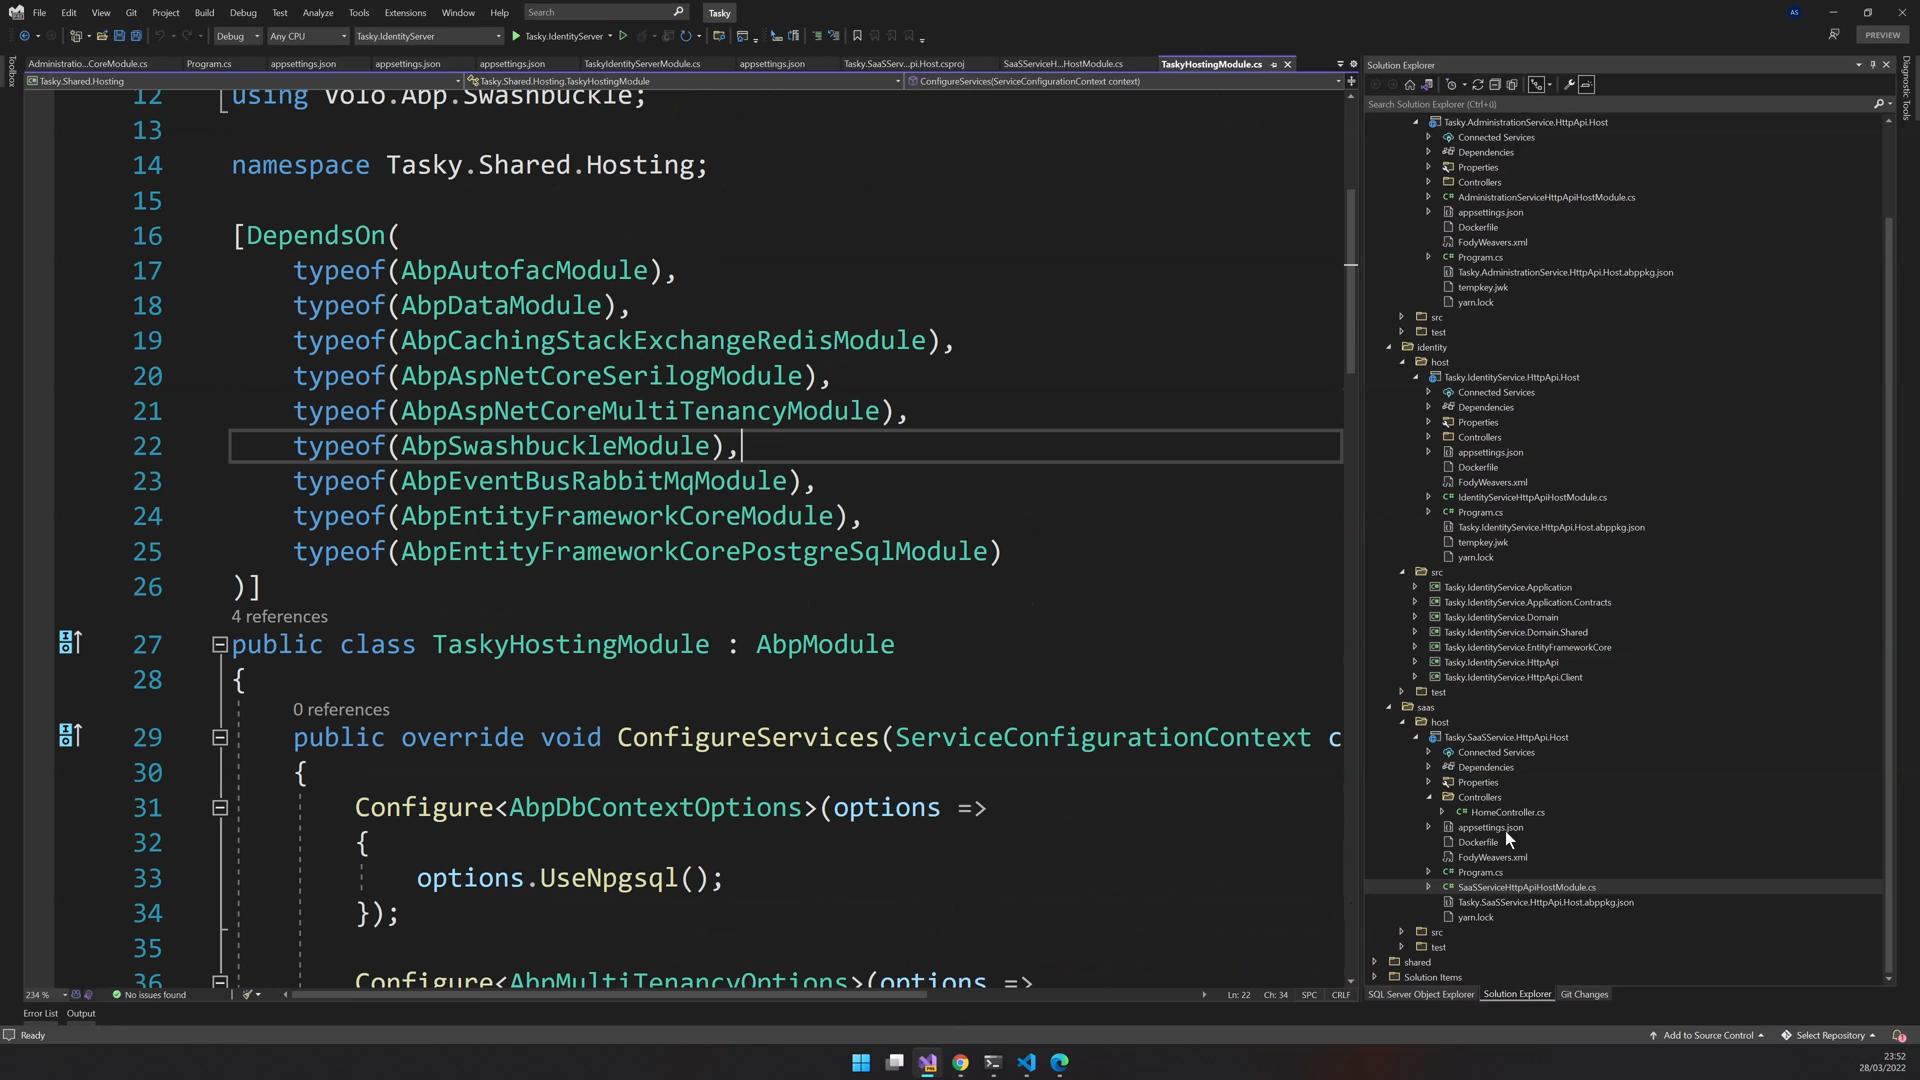 File Edit View Git Project Build Debug Test Analyze Tools Extensions Window Help Search Tasky AS
Debug Any CPU Tasky.IdentityServer Tasky.IdentityServer PREVIEW
Toolbox
Administratio...CoreModule.cs Program.cs appsettings.json appsettings.json appsettings.json TaskyIdentityServerModule.cs appsettings.json Tasky.SaaSServ...pi.Host.csproj SaaSServiceH...HostModule.cs TaskyHostingModule.cs
Tasky.Shared.Hosting Tasky.Shared.Hosting.TaskyHostingModule ConfigureServices(ServiceConfigurationContext context)
12 using Volo.Abp.Swashbuckle;
13
14 namespace Tasky.Shared.Hosting;
15
16 [DependsOn(
17 typeof(AbpAutofacModule),
18 typeof(AbpDataModule),
19 typeof(AbpCachingStackExchangeRedisModule),
20 typeof(AbpAspNetCoreSerilogModule),
21 typeof(AbpAspNetCoreMultiTenancyModule),
22 typeof(AbpSwashbuckleModule),
23 typeof(AbpEventBusRabbitMqModule),
24 typeof(AbpEntityFrameworkCoreModule),
25 typeof(AbpEntityFrameworkCorePostgreSqlModule)
26 )]
4 references
27 public class TaskyHostingModule : AbpModule
28 {
0 references
29 public override void ConfigureServices(ServiceConfigurationContext c
30 {
31 Configure<AbpDbContextOptions>(options =>
32 {
33 options.UseNpgsql();
34 });
35
36 Configure<AbpMultiTenancyOptions>(options =>
234 % No issues found Ln: 22 Ch: 34 SPC CRLF
Error List Output
Solution Explorer
Search Solution Explorer (Ctrl+ü)
Tasky.AdministrationService.HttpApi.Host
Connected Services
Dependencies
Properties
Controllers
AdministrationServiceHttpApiHostModule.cs
appsettings.json
Dockerfile
FodyWeavers.xml
Program.cs
Tasky.AdministrationService.HttpApi.Host.abppkg.json
tempkey.jwk
yarn.lock
src
test
identity
host
Tasky.IdentityService.HttpApi.Host
Connected Services
Dependencies
Properties
Controllers
appsettings.json
Dockerfile
FodyWeavers.xml
IdentityServiceHttpApiHostModule.cs
Program.cs
Tasky.IdentityService.HttpApi.Host.abppkg.json
tempkey.jwk
yarn.lock
src
Tasky.IdentityService.Application
Tasky.IdentityService.Application.Contracts
Tasky.IdentityService.Domain
Tasky.IdentityService.Domain.Shared
Tasky.IdentityService.EntityFrameworkCore
Tasky.IdentityService.HttpApi
Tasky.IdentityService.HttpApi.Client
test
saas
host
Tasky.SaaSService.HttpApi.Host
Connected Services
Dependencies
Properties
Controllers
HomeController.cs
appsettings.json
Dockerfile
FodyWeavers.xml
Program.cs
SaaSServiceHttpApiHostModule.cs
Tasky.SaaSService.HttpApi.Host.abppkg.json
yarn.lock
src
test
shared
Solution Items
SQL Server Object Explorer Solution Explorer Git Changes
Diagnostic Tools
Ready Add to Source Control Select Repository
23:52
28/03/2022